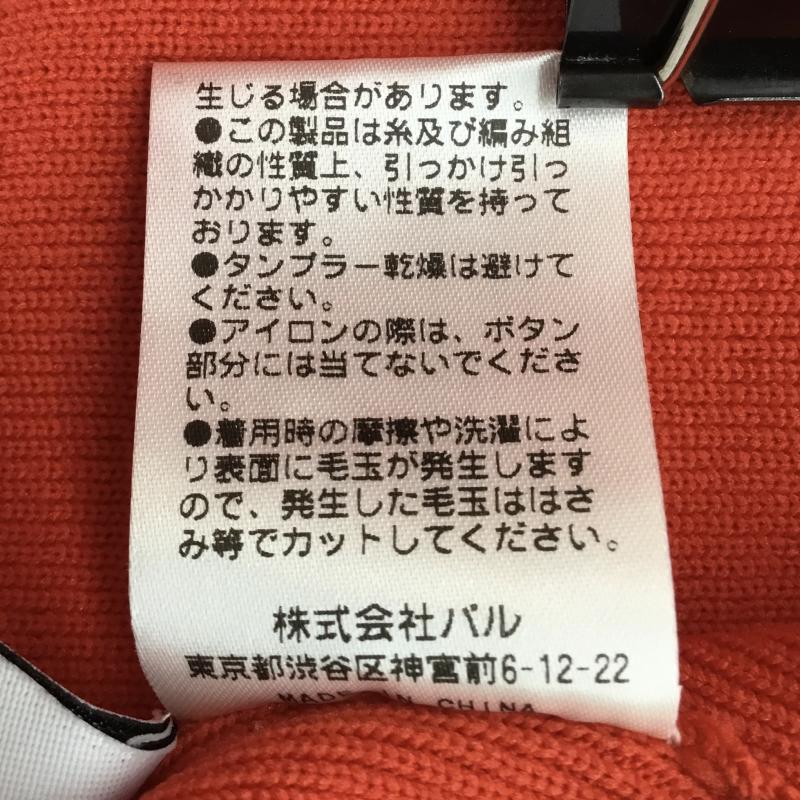 生じる場合があります。
●この製品は糸及び編み組
織の性質上、引っかけ引っ
かかりやすい性質を持って
おります。
●タンブラー乾燥は避けて
ください。
●アイロンの際は、ボタン
部分には当てないでくださ
い。
●着用時の摩擦や洗濯によ
り表面に毛玉が発生します
ので、発生した毛玉ははさ
み等でカットしてください。
株式会社パル
東京都渋谷区神宮前6-12-22
MADE IN CHINA